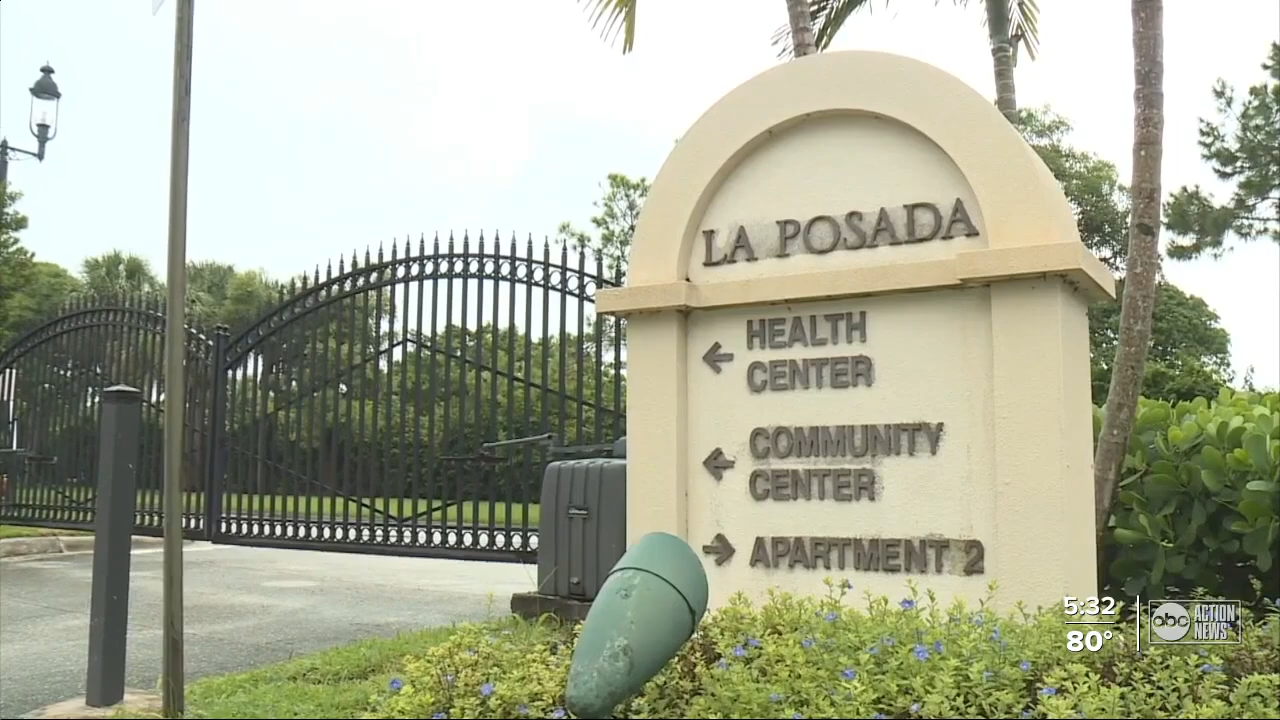 LA POSADA
← HEALTH
CENTER
← COMMUNITY
CENTER
→ APARTMENT 2
5:32
80°
abc ACTION
NEWS